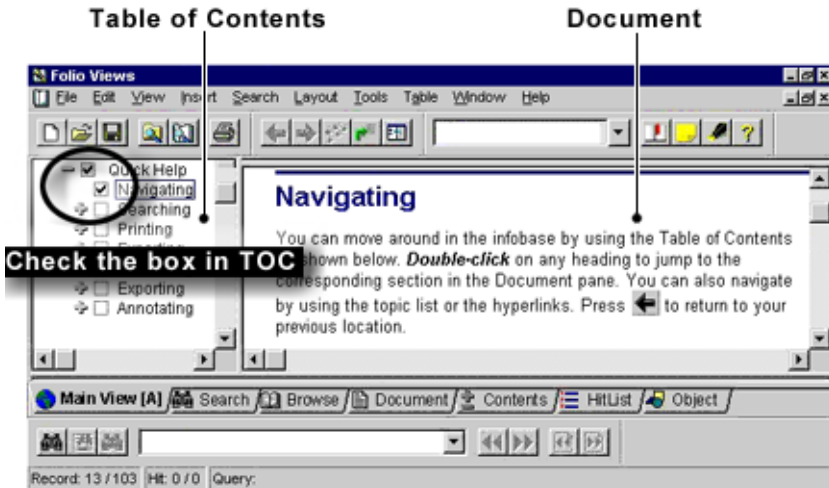 Table of Contents
Document
Folio Views
File Edit View Insert Search Layout Tools Table Window Help
Quick Help
Navigating
Searching
Printing
Check the box in TOC
Exporting
Annotating
Navigating
You can move around in the infobase by using the Table of Contents
shown below. Double-click on any heading to jump to the
corresponding section in the Document pane. You can also navigate
by using the topic list or the hyperlinks. Press to return to your
previous location.
Main View [A] Search Browse Document Contents HitList Object
Record: 13 / 103 Hit: 0 / 0 Query: